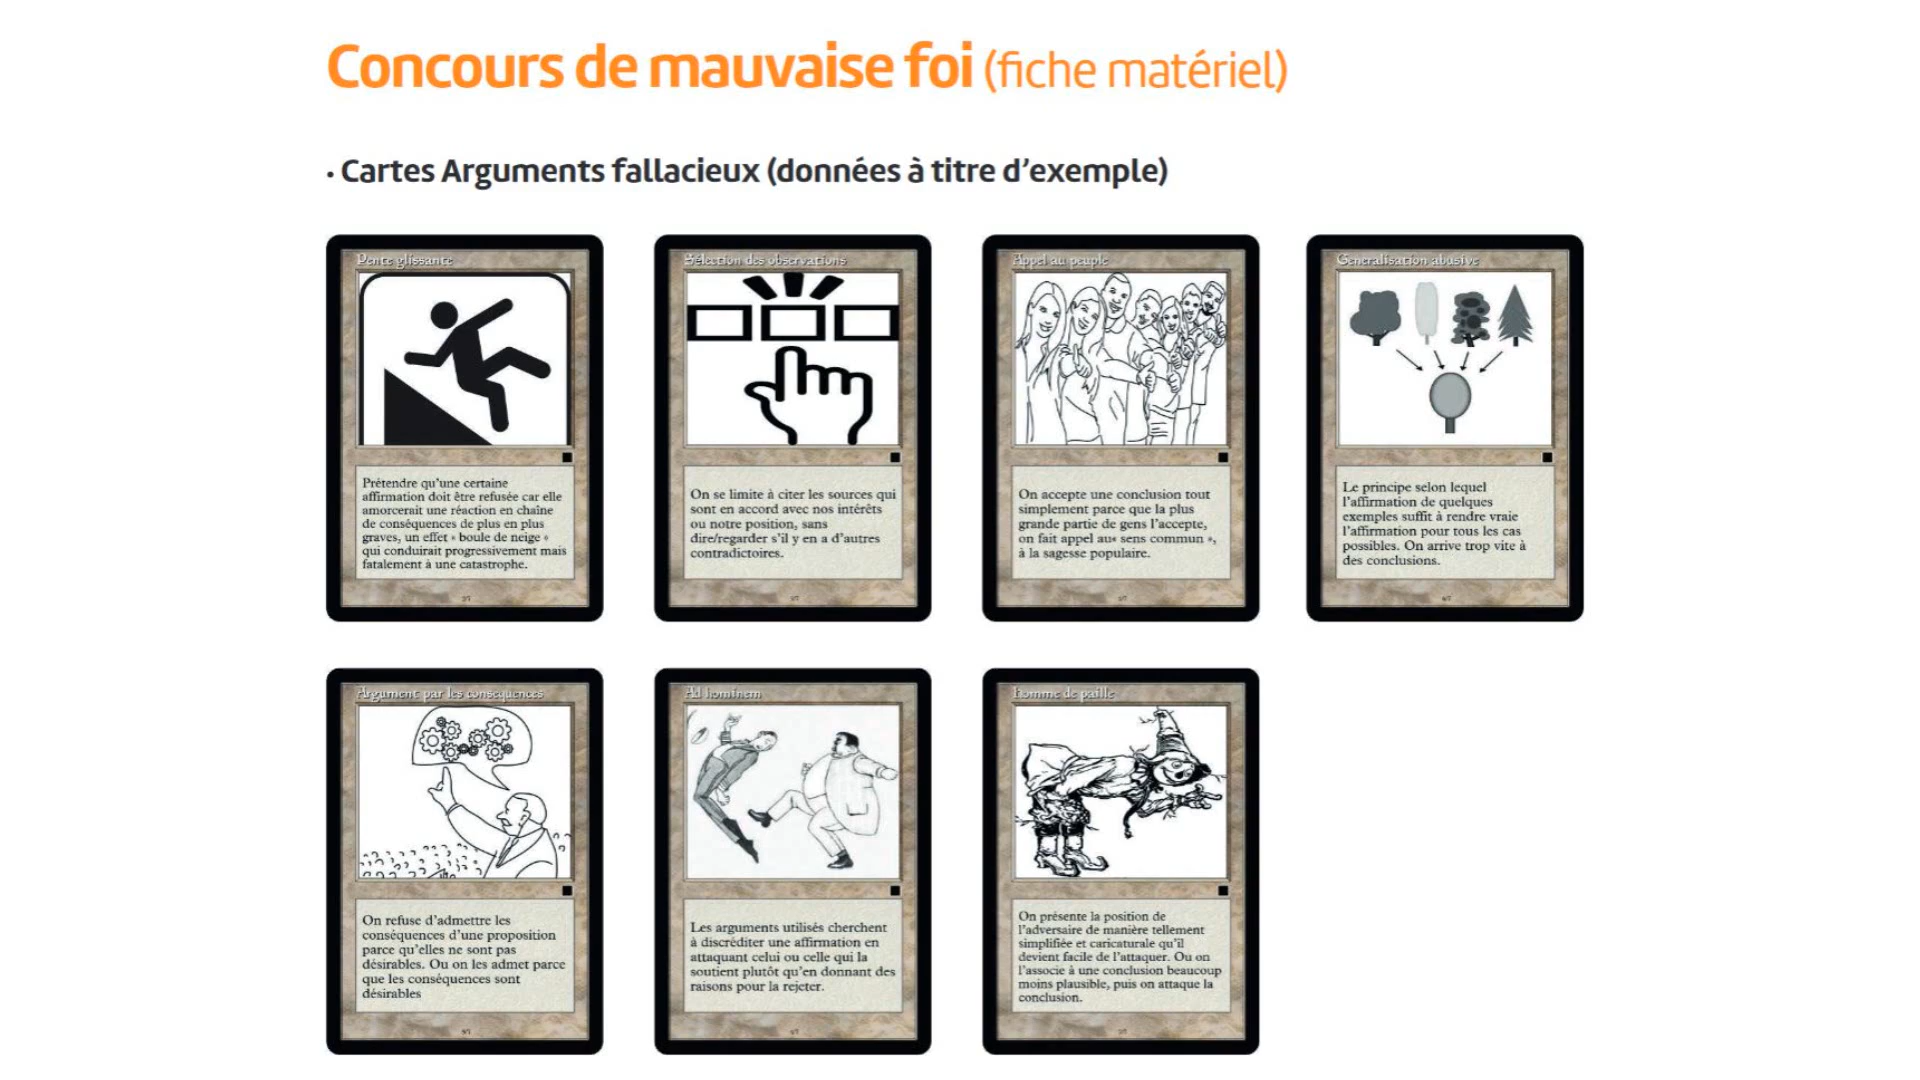 Concours de mauvaise foi (fiche matériel)
· Cartes Arguments fallacieux (données à titre d'exemple)
Pente glissante
Prétendre qu'une certaine
affirmation doit être refusée car elle
amorcerait une réaction en chaîne
de conséquences de plus en plus
graves, un effet « boule de neige »
qui conduirait progressivement mais
fatalement à une catastrophe.
Sélection des observations
On se limite à citer les sources qui
sont en accord avec nos intérêts
ou notre position, sans
dire/regarder s'il y en a d'autres
contradictoires.
Appel au peuple
On accepte une conclusion tout
simplement parce que la plus
grande partie de gens l'accepte,
on fait appel au« sens commun »,
à la sagesse populaire.
Généralisation abusive
Le principe selon lequel
l'affirmation de quelques
exemples suffit à rendre vraie
l'affirmation pour tous les cas
possibles. On arrive trop vite à
des conclusions.
Argument par les conséquences
On refuse d'admettre les
conséquences d'une proposition
parce qu'elles ne sont pas
désirables. Ou on les admet parce
que les conséquences sont
désirables
Ad hominem
Les arguments utilisés cherchent
à discréditer une affirmation en
attaquant celui ou celle qui la
soutient plutôt qu'en donnant des
raisons pour la rejeter.
Homme de paille
On présente la position de
l'adversaire de manière tellement
simplifiée et caricaturale qu'il
devient facile de l'attaquer. Ou on
l'associe à une conclusion beaucoup
moins plausible, puis on attaque la
conclusion.